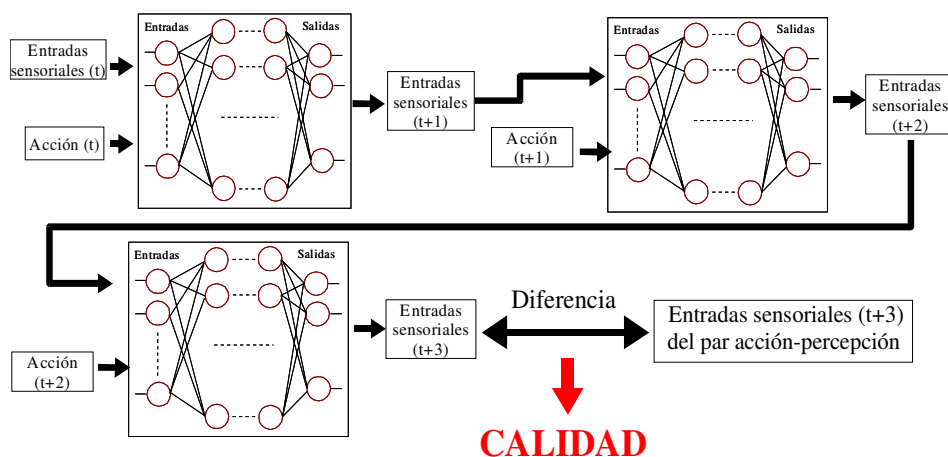 Entradas
sensoriales (t)
Acción (t)
Entradas
Salidas
Entradas
sensoriales
(t+1)
Acción
(t+1)
Entradas
Salidas
Entradas
sensoriales
(t+2)
Acción
(t+2)
Entradas
Salidas
Entradas
sensoriales
(t+3)
Diferencia
Entradas sensoriales (t+3)
del par acción-percepción
CALIDAD